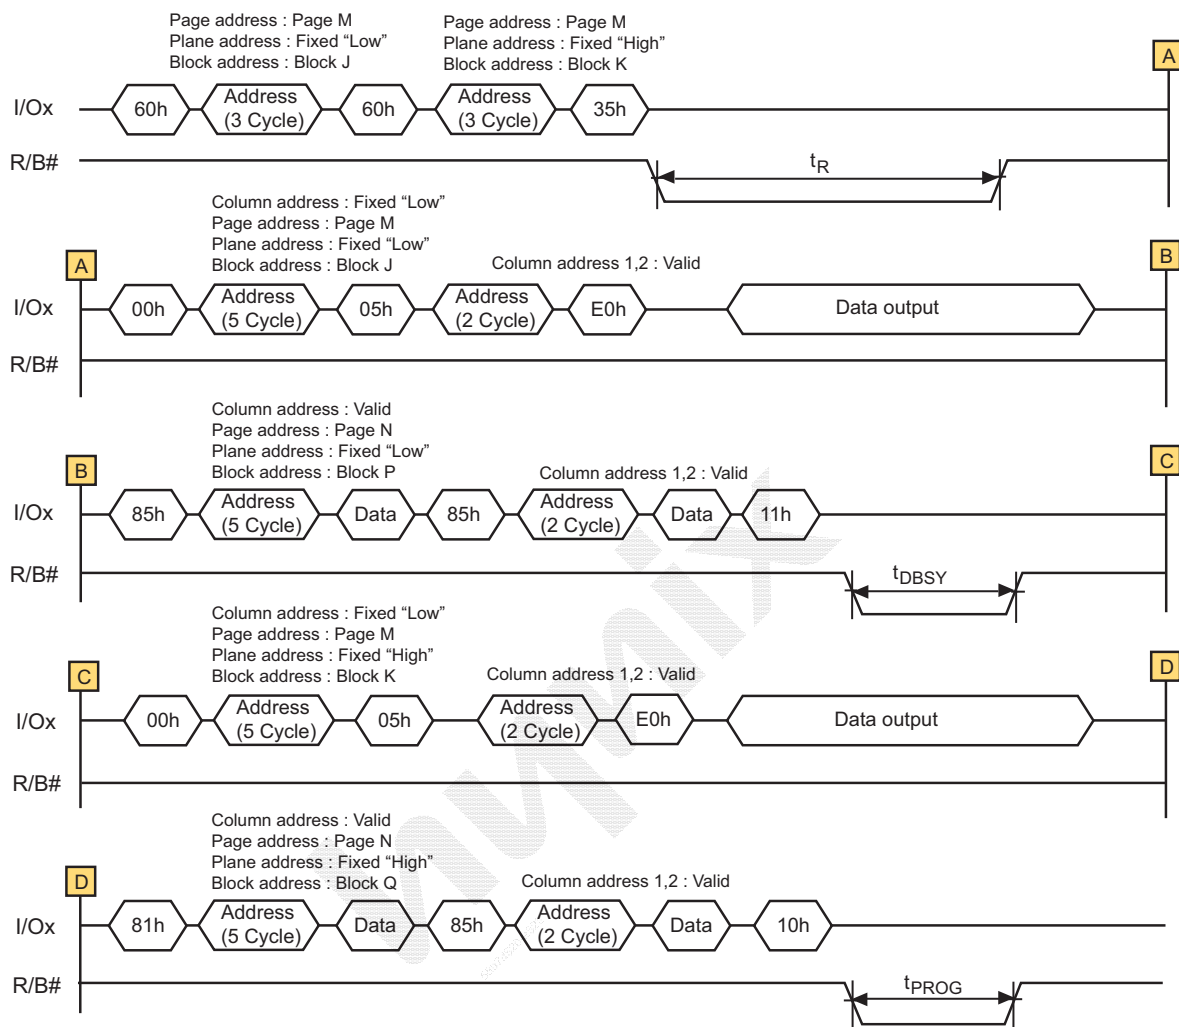 Page address : Page M
Plane address : Fixed “Low”
Block address : Block J
Page address : Page M
Plane address : Fixed “High”
Block address : Block K
A
I/Ox 60h Address (3 Cycle) 60h Address (3 Cycle) 35h
R/B# tR
Column address : Fixed “Low”
Page address : Page M
Plane address : Fixed “Low”
Block address : Block J
Column address 1,2 : Valid
A B
I/Ox 00h Address (5 Cycle) 05h Address (2 Cycle) E0h Data output
R/B#
Column address : Valid
Page address : Page N
Plane address : Fixed “Low”
Block address : Block P
Column address 1,2 : Valid
B C
I/Ox 85h Address (5 Cycle) Data 85h Address (2 Cycle) Data 11h
R/B# tDBSY
Column address : Fixed “Low”
Page address : Page M
Plane address : Fixed “High”
Block address : Block K
Column address 1,2 : Valid
C D
I/Ox 00h Address (5 Cycle) 05h Address (2 Cycle) E0h Data output
R/B#
Column address : Valid
Page address : Page N
Plane address : Fixed “High”
Block address : Block Q
Column address 1,2 : Valid
D
I/Ox 81h Address (5 Cycle) Data 85h Address (2 Cycle) Data 10h
R/B# tPROG